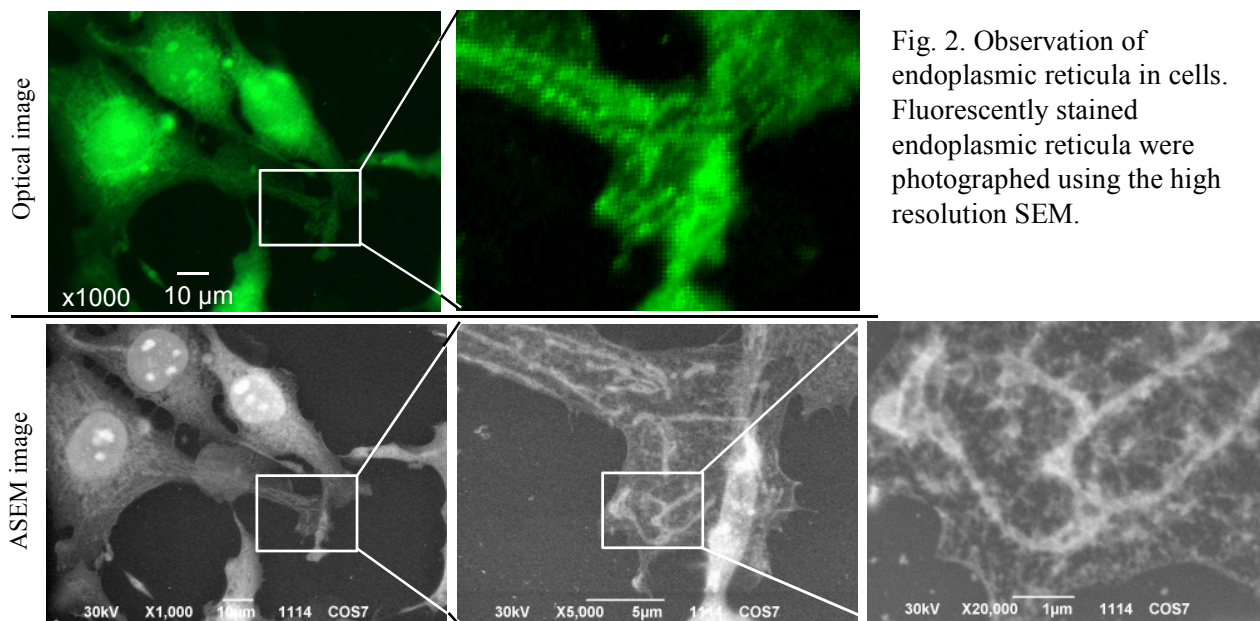 Optical image
x1000
10 µm
Fig. 2. Observation of
endoplasmic reticula in cells.
Fluorescently stained
endoplasmic reticula were
photographed using the high
resolution SEM.
ASEM image
30kV X1,000 10µm 1114 COS7
30kV X5,000 5µm 1114 COS7
30kV X20,000 1µm 1114 COS7